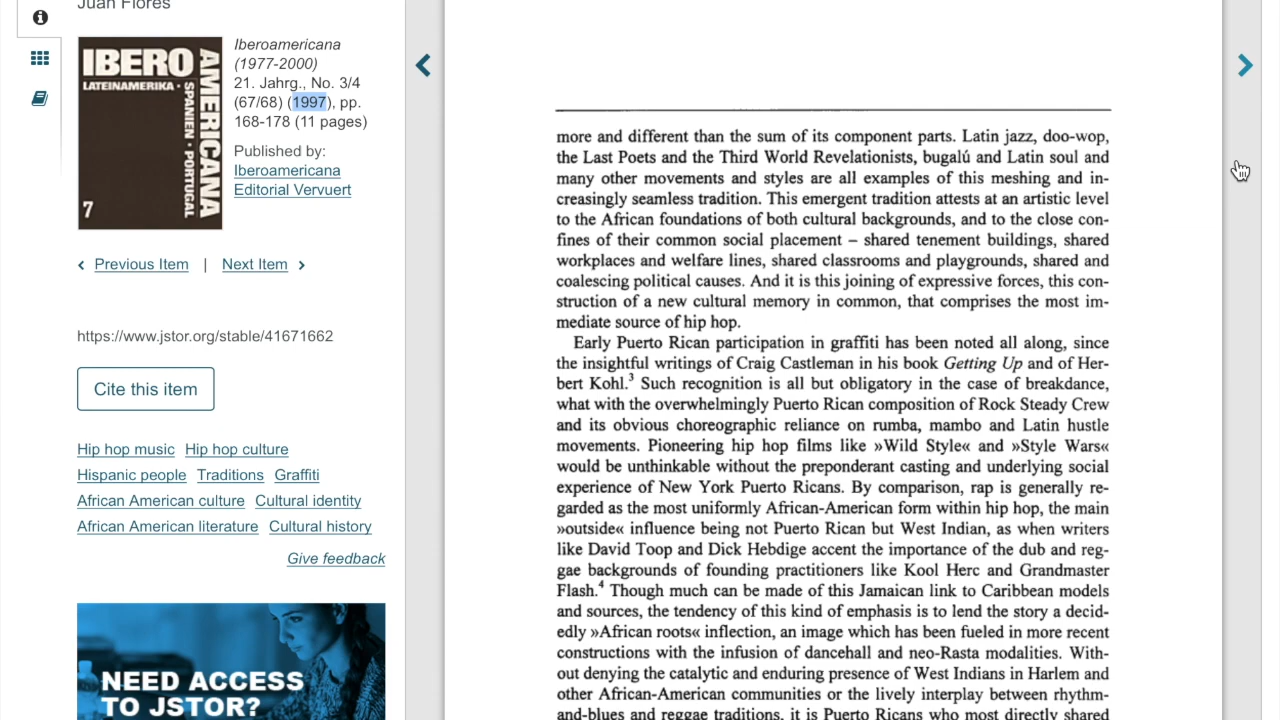 Juan Flores
IBERO
AMERICANA
LATEINAMERIKA · SPANIEN · PORTUGAL
7
Iberoamericana
(1977-2000)
21. Jahrg., No. 3/4
(67/68) (1997), pp.
168-178 (11 pages)
Published by:
Iberoamericana
Editorial Vervuert
Previous Item | Next Item
https://www.jstor.org/stable/41671662
Cite this item
Hip hop music Hip hop culture
Hispanic people Traditions Graffiti
African American culture Cultural identity
African American literature Cultural history
Give feedback
NEED ACCESS
TO JSTOR?
more and different than the sum of its component parts. Latin jazz, doo-wop,
the Last Poets and the Third World Revelationists, bugalú and Latin soul and
many other movements and styles are all examples of this meshing and in-
creasingly seamless tradition. This emergent tradition attests at an artistic level
to the African foundations of both cultural backgrounds, and to the close con-
fines of their common social placement – shared tenement buildings, shared
workplaces and welfare lines, shared classrooms and playgrounds, shared and
coalescing political causes. And it is this joining of expressive forces, this con-
struction of a new cultural memory in common, that comprises the most im-
mediate source of hip hop.
Early Puerto Rican participation in graffiti has been noted all along, since
the insightful writings of Craig Castleman in his book Getting Up and of Her-
bert Kohl.³ Such recognition is all but obligatory in the case of breakdance,
what with the overwhelmingly Puerto Rican composition of Rock Steady Crew
and its obvious choreographic reliance on rumba, mambo and Latin hustle
movements. Pioneering hip hop films like »Wild Style« and »Style Wars«
would be unthinkable without the preponderant casting and underlying social
experience of New York Puerto Ricans. By comparison, rap is generally re-
garded as the most uniformly African-American form within hip hop, the main
»outside« influence being not Puerto Rican but West Indian, as when writers
like David Toop and Dick Hebdige accent the importance of the dub and reg-
gae backgrounds of founding practitioners like Kool Herc and Grandmaster
Flash.⁴ Though much can be made of this Jamaican link to Caribbean models
and sources, the tendency of this kind of emphasis is to lend the story a decid-
edly »African roots« inflection, an image which has been fueled in more recent
constructions with the infusion of dancehall and neo-Rasta modalities. With-
out denying the catalytic and enduring presence of West Indians in Harlem and
other African-American communities or the lively interplay between rhythm-
and-blues and reggae traditions, it is Puerto Ricans who most directly shared